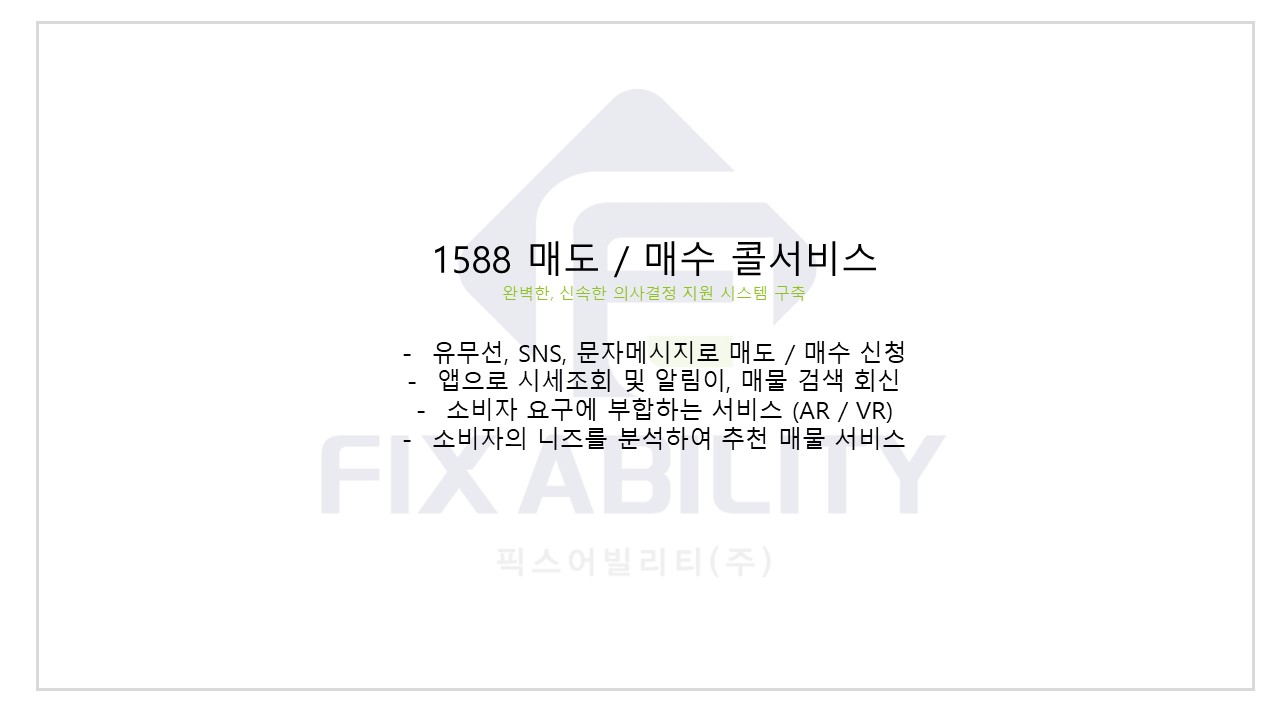 1588 매도 / 매수 콜서비스
완벽한, 신속한 의사결정 지원 시스템 구축
- 유무선, SNS, 문자메시지로 매도 / 매수 신청
- 앱으로 시세조회 및 알림이, 매물 검색 회신
- 소비자 요구에 부합하는 서비스 (AR / VR)
- 소비자의 니즈를 분석하여 추천 매물 서비스
FIXABILITY
픽스어빌리티(주)